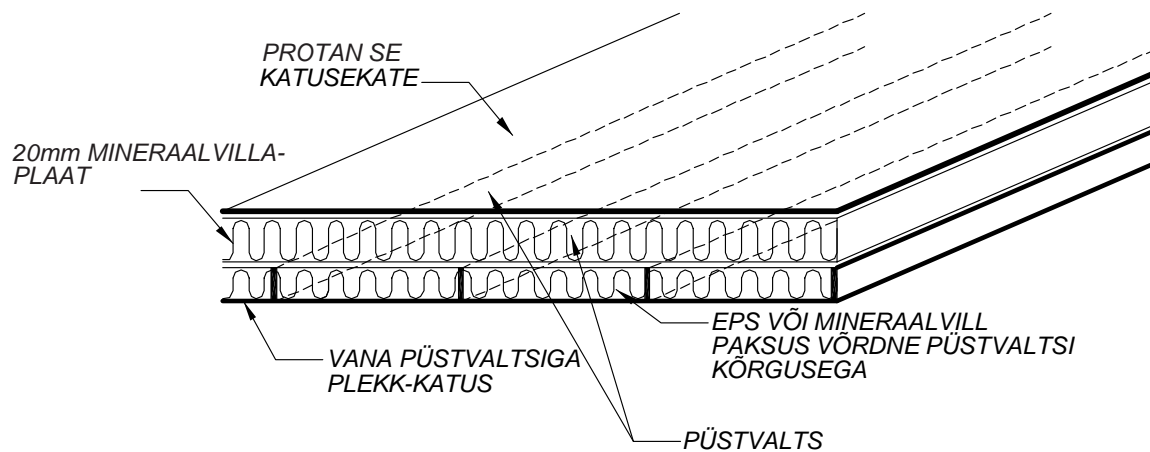 PROTAN SE
KATUSEKATE
20mm MINERAALVILLA-
PLAAT
EPS VÕI MINERAALVILL
PAKSUS VÕRDNE PÜSTVALTSI
KÕRGUSEGA
VANA PÜSTVALTSIGA
PLEKK-KATUS
PÜSTVALTS